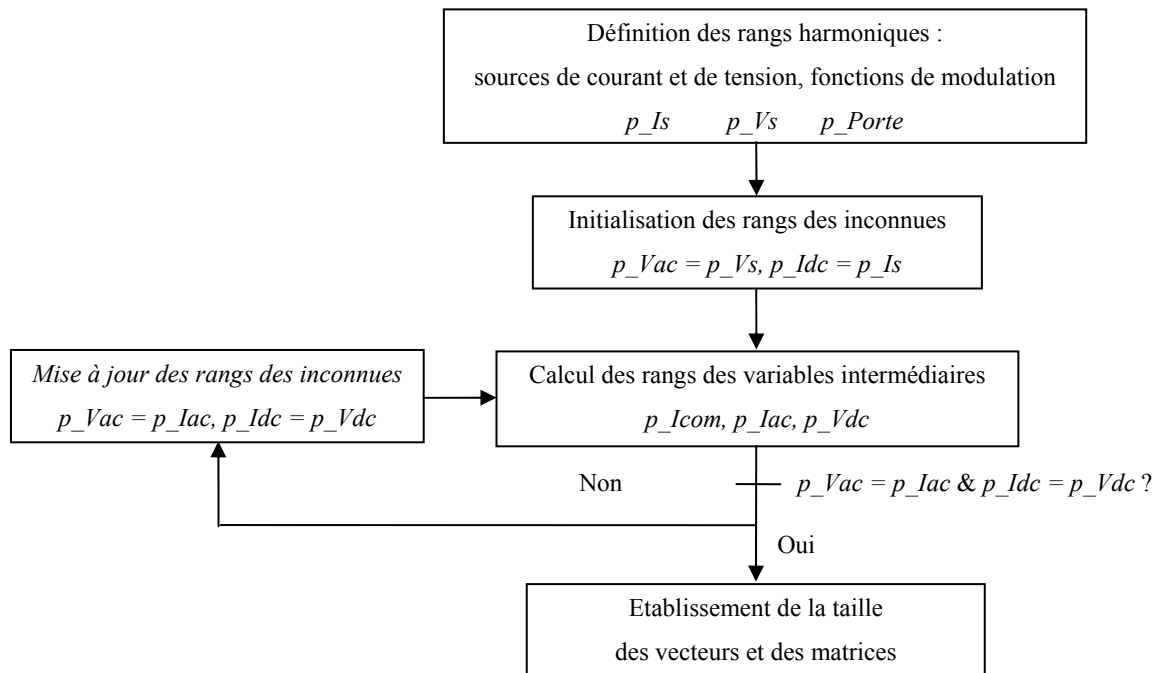 Définition des rangs harmoniques :
sources de courant et de tension, fonctions de modulation
p_Is p_Vs p_Porte
Initialisation des rangs des inconnues
p_Vac = p_Vs, p_Idc = p_Is
Mise à jour des rangs des inconnues
p_Vac = p_Iac, p_Idc = p_Vdc
Calcul des rangs des variables intermédiaires
p_Icom, p_Iac, p_Vdc
Non
p_Vac = p_Iac & p_Idc = p_Vdc ?
Oui
Etablissement de la taille
des vecteurs et des matrices